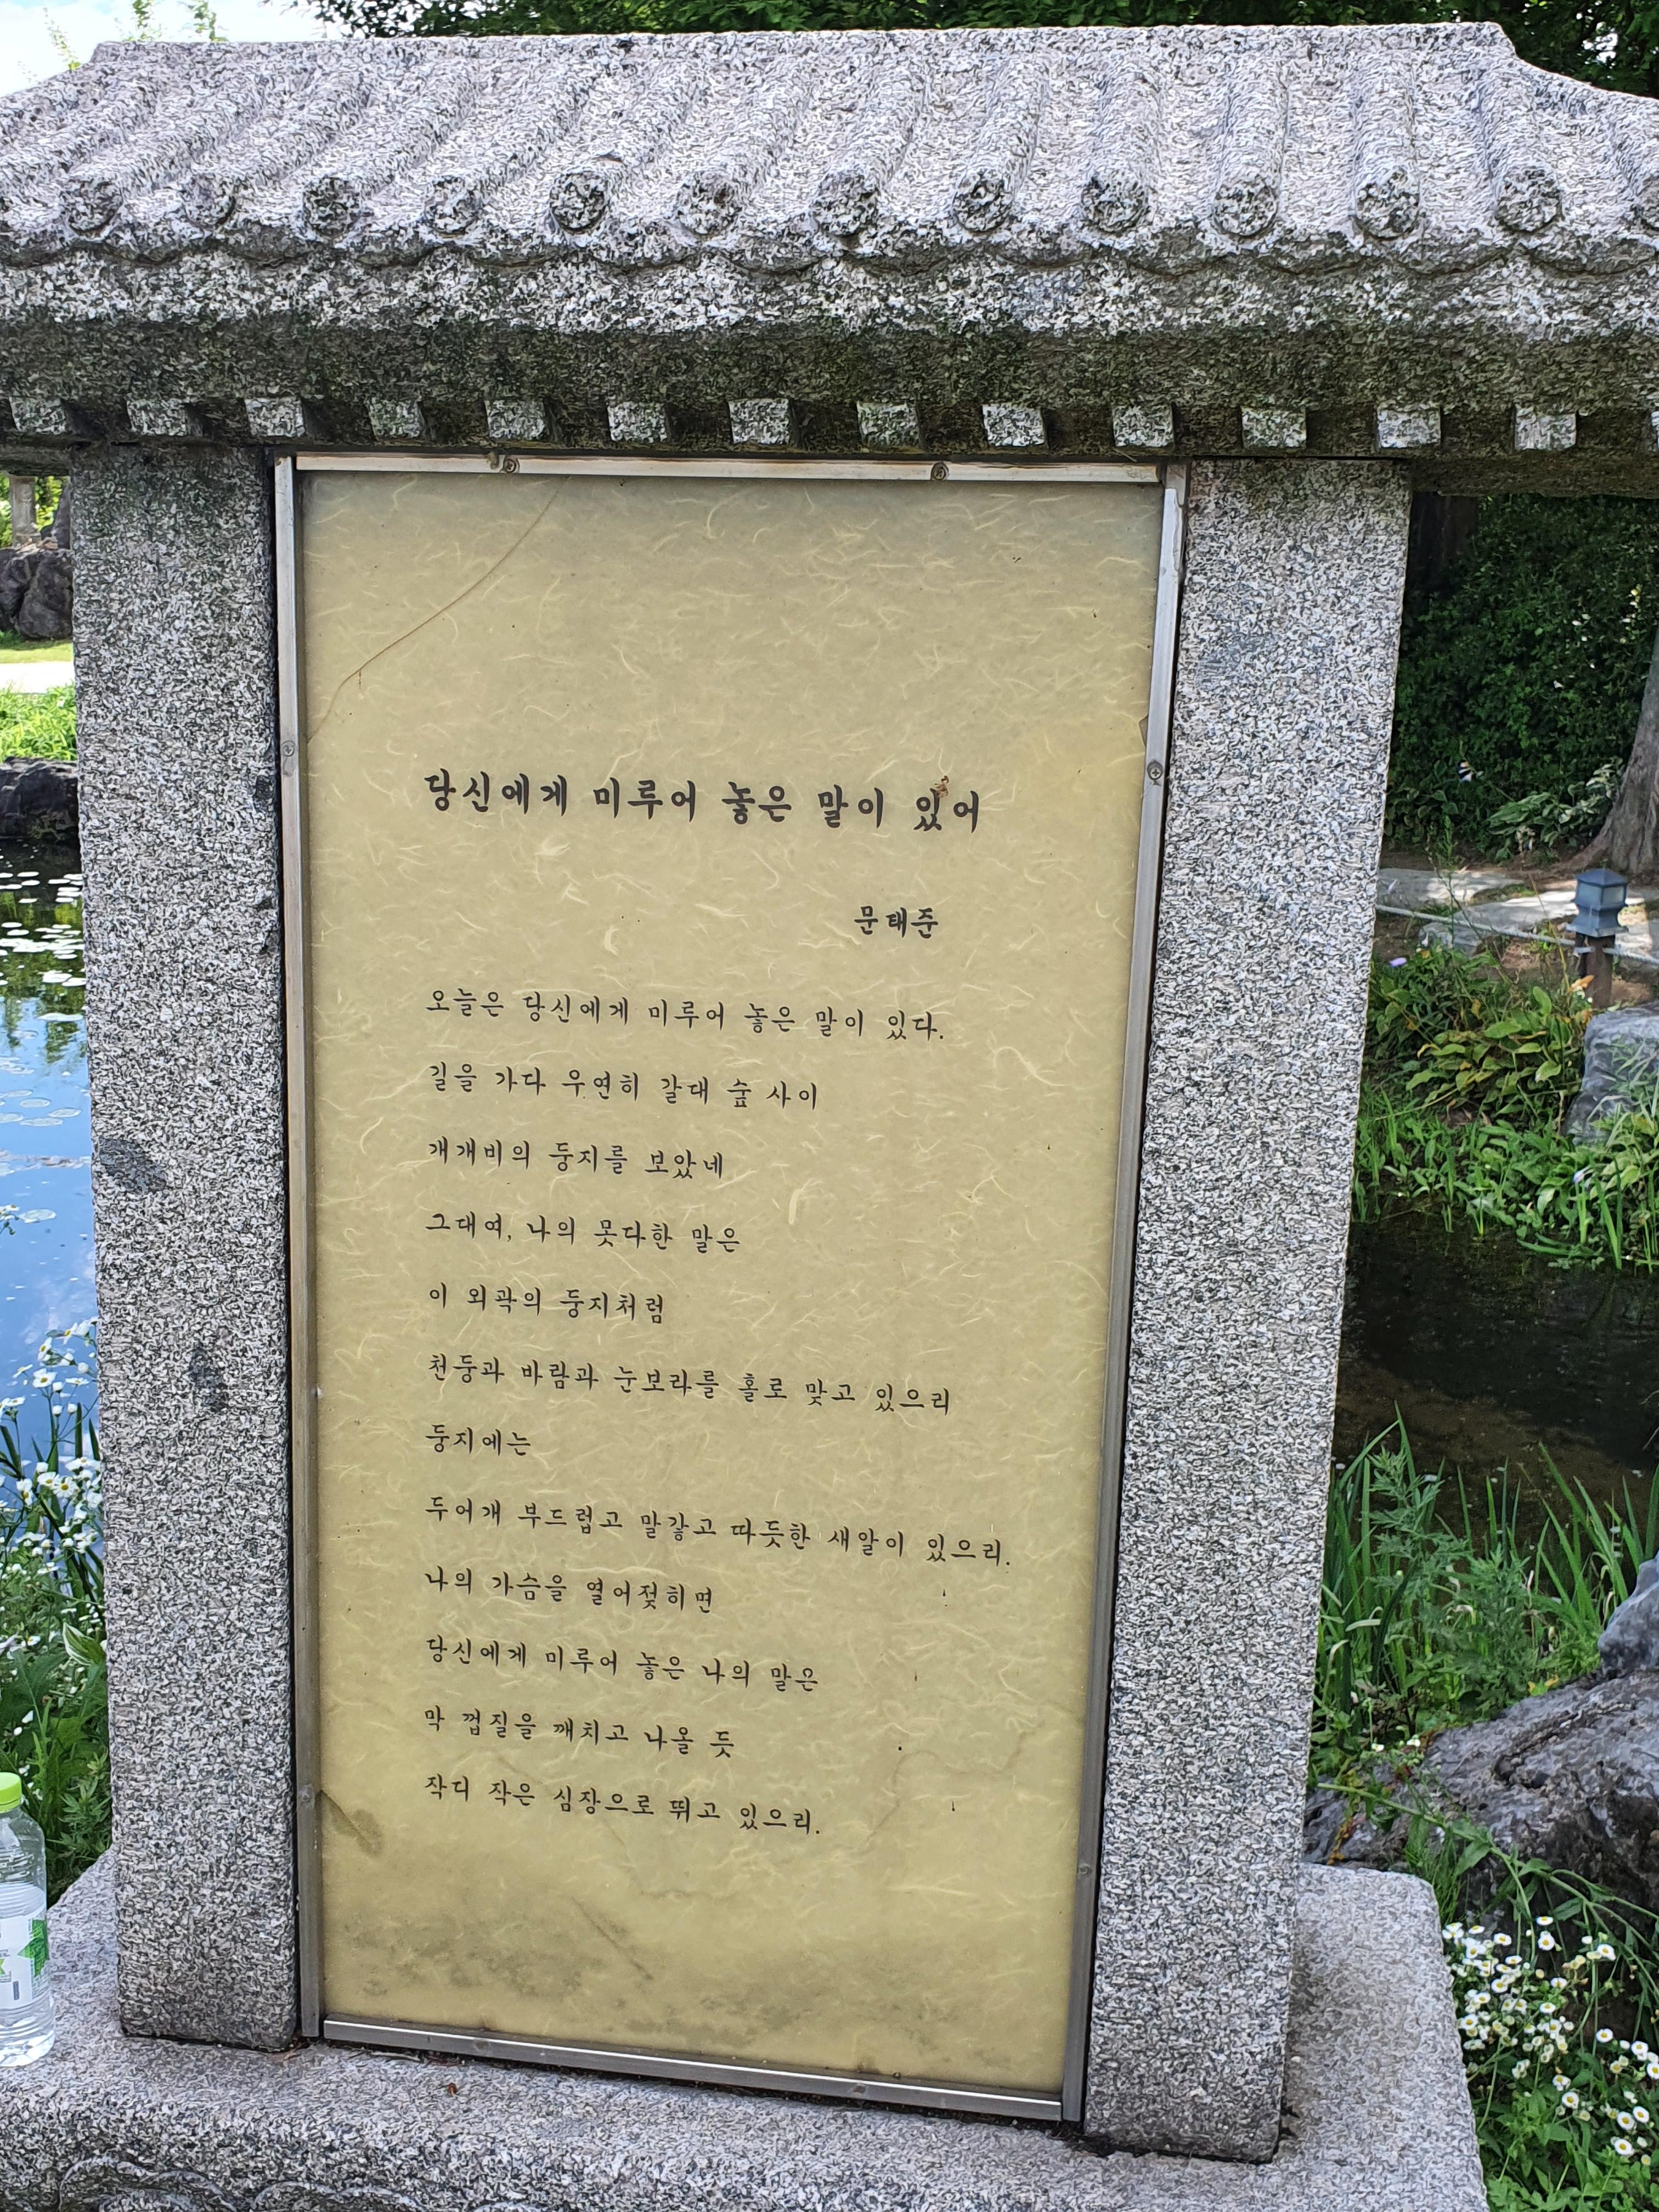 당신에게 미루어 놓은 말이 있어
문태준
오늘은 당신에게 미루어 놓은 말이 있다.
길을 가다 우연히 갈대 숲 사이
개개비의 둥지를 보았네
그대여, 나의 못다한 말은
이 외곽의 둥지처럼
천둥과 바람과 눈보라를 홀로 맞고 있으리
둥지에는
두어개 부드럽고 말갛고 따듯한 새알이 있으리.
나의 가슴을 열어젖히면
당신에게 미루어 놓은 나의 말은
막 껍질을 깨치고 나올 듯
작디 작은 심장으로 뛰고 있으리.